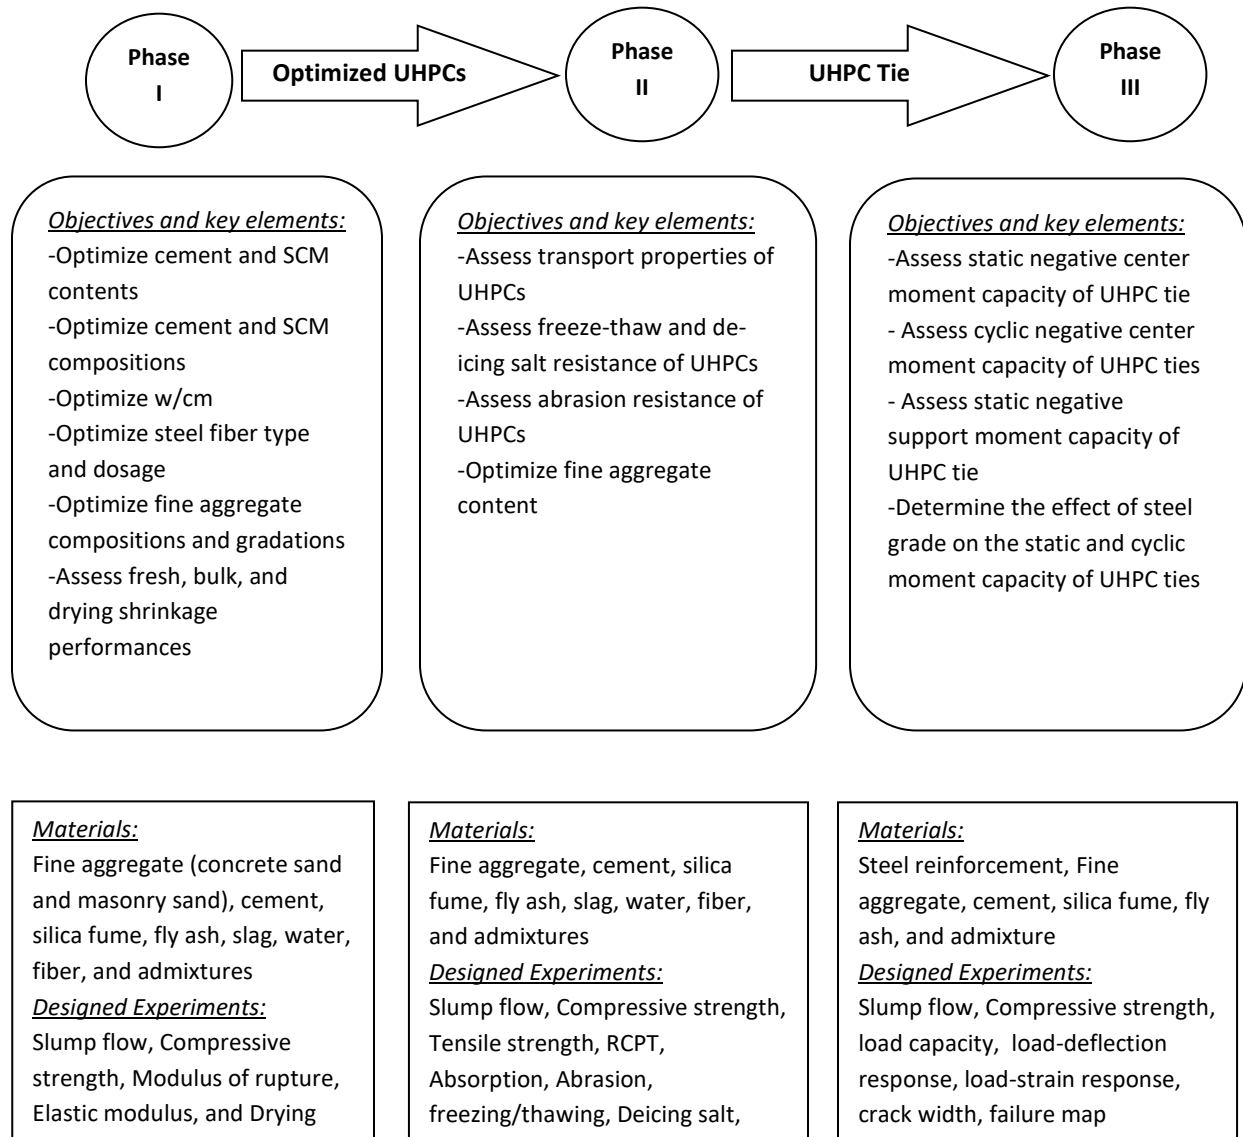 Phase
I
Optimized UHPCs
Phase
II
UHPC Tie
Phase
III
Objectives and key elements:
-Optimize cement and SCM
contents
-Optimize cement and SCM
compositions
-Optimize w/cm
-Optimize steel fiber type
and dosage
-Optimize fine aggregate
compositions and gradations
-Assess fresh, bulk, and
drying shrinkage
performances
Objectives and key elements:
-Assess transport properties of
UHPCs
-Assess freeze-thaw and de-
icing salt resistance of UHPCs
-Assess abrasion resistance of
UHPCs
-Optimize fine aggregate
content
Objectives and key elements:
-Assess static negative center
moment capacity of UHPC tie
- Assess cyclic negative center
moment capacity of UHPC ties
- Assess static negative
support moment capacity of
UHPC tie
-Determine the effect of steel
grade on the static and cyclic
moment capacity of UHPC ties
Materials:
Fine aggregate (concrete sand
and masonry sand), cement,
silica fume, fly ash, slag, water,
fiber, and admixtures
Designed Experiments:
Slump flow, Compressive
strength, Modulus of rupture,
Elastic modulus, and Drying
Materials:
Fine aggregate, cement, silica
fume, fly ash, slag, water, fiber,
and admixtures
Designed Experiments:
Slump flow, Compressive strength,
Tensile strength, RCPT,
Absorption, Abrasion,
freezing/thawing, Deicing salt,
Materials:
Steel reinforcement, Fine
aggregate, cement, silica fume, fly
ash, and admixture
Designed Experiments:
Slump flow, Compressive strength,
load capacity,  load-deflection
response, load-strain response,
crack width, failure map